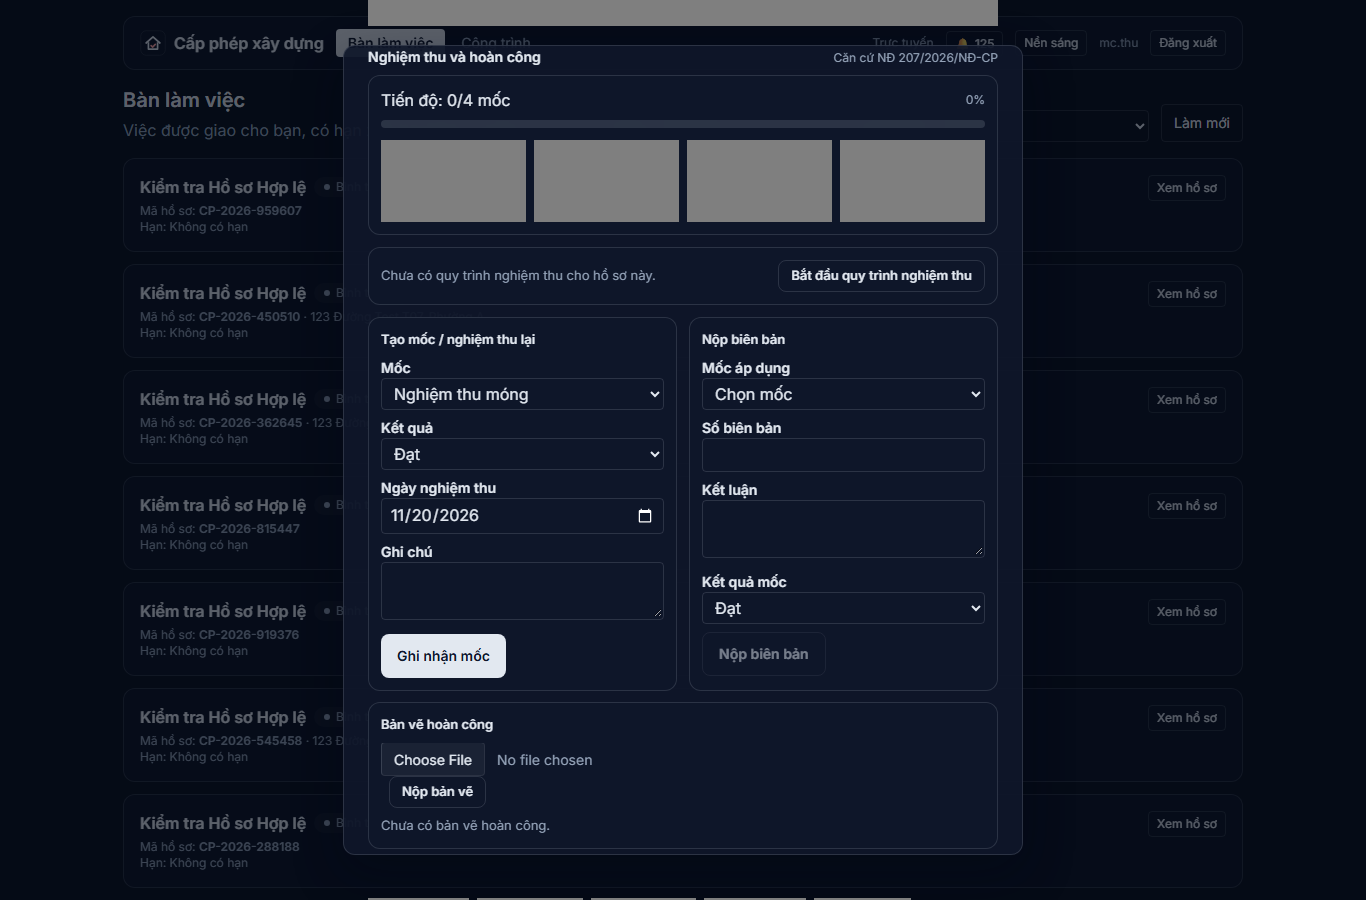 Cấp phép xây dựng
Bàn làm việc
Công trình
Trực tuyến
125
Nền sáng
mc.thu
Đăng xuất
Bàn làm việc
Việc được giao cho bạn, có
Làm mới
Nghiệm thu và hoàn công
Căn cứ NĐ 207/2026/NĐ-CP
Tiến độ: 0/4 mốc
0%
Chưa có quy trình nghiệm thu cho hồ sơ này.
Bắt đầu quy trình nghiệm thu
Tạo mốc / nghiệm thu lại
Mốc
Nghiệm thu móng
Kết quả
Đạt
Ngày nghiệm thu
11/20/2026
Ghi chú
Ghi nhận mốc
Nộp biên bản
Mốc áp dụng
Chọn mốc
Số biên bản
Kết luận
Kết quả mốc
Đạt
Nộp biên bản
Bản vẽ hoàn công
Choose File
No file chosen
Nộp bản vẽ
Chưa có bản vẽ hoàn công.
Kiểm tra Hồ sơ Hợp lệ
Mã hồ sơ: CP-2026-959607
Hạn: Không có hạn
Xem hồ sơ
Kiểm tra Hồ sơ Hợp lệ
Mã hồ sơ: CP-2026-450510 · 123
Hạn: Không có hạn
Xem hồ sơ
Kiểm tra Hồ sơ Hợp lệ
Mã hồ sơ: CP-2026-362645 · 123
Hạn: Không có hạn
Xem hồ sơ
Kiểm tra Hồ sơ Hợp lệ
Mã hồ sơ: CP-2026-815447
Hạn: Không có hạn
Xem hồ sơ
Kiểm tra Hồ sơ Hợp lệ
Mã hồ sơ: CP-2026-919376
Hạn: Không có hạn
Xem hồ sơ
Kiểm tra Hồ sơ Hợp lệ
Mã hồ sơ: CP-2026-545458 · 123
Hạn: Không có hạn
Xem hồ sơ
Kiểm tra Hồ sơ Hợp lệ
Mã hồ sơ: CP-2026-288188
Hạn: Không có hạn
Xem hồ sơ